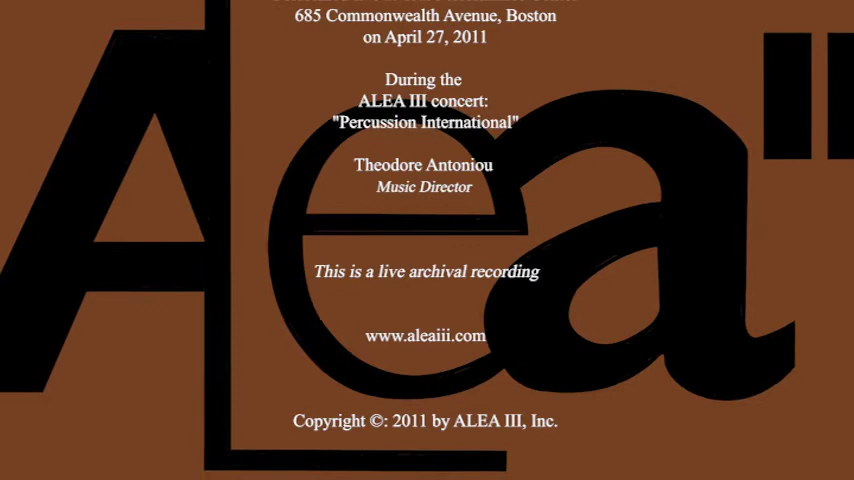 685 Commonwealth Avenue, Boston
on April 27, 2011
During the
ALEA III concert:
"Percussion International"
Theodore Antoniou
Music Director
This is a live archival recording
www.aleaiii.com
Copyright ©: 2011 by ALEA III, Inc.
ALea"